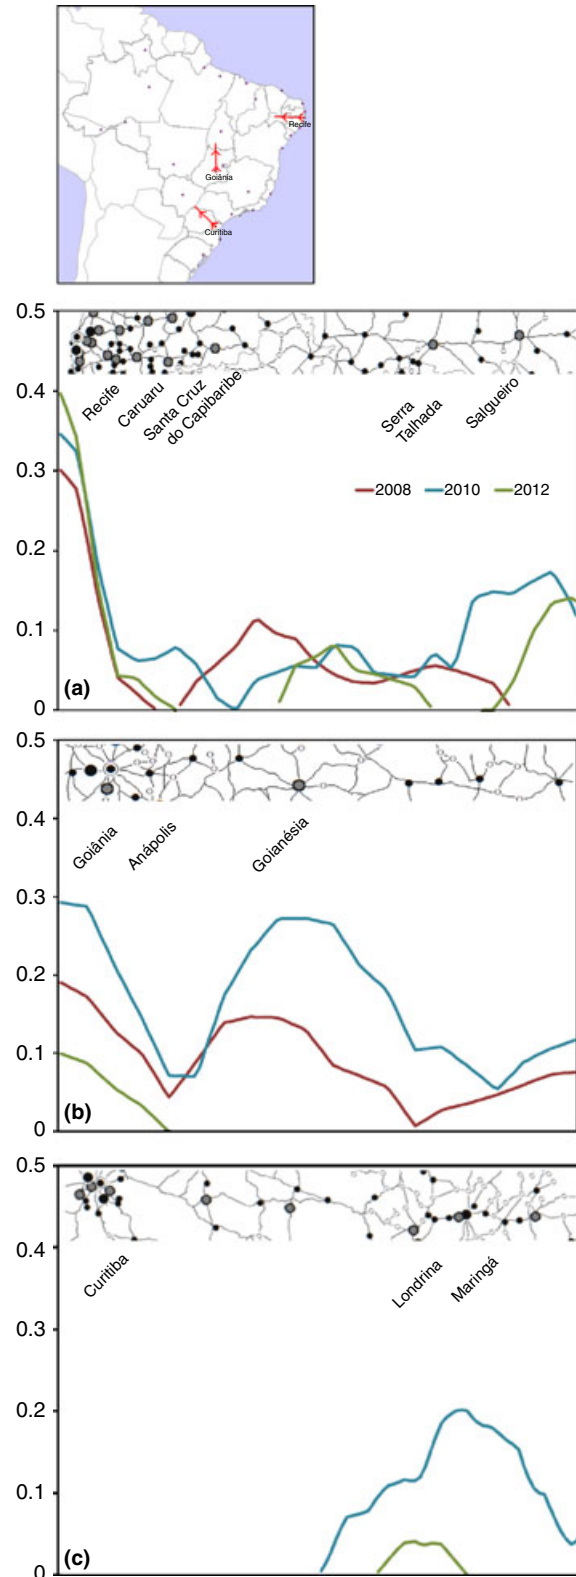 Recife
Goiânia
Curitiba
0.5
0.4
0.3
0.2
0.1
0
Recife
Caruaru
Santa Cruz
do Capibaribe
Serra
Talhada
Salgueiro
2008 2010 2012
(a)
0.5
0.4
0.3
0.2
0.1
0
Goiânia
Anápolis
Goianésia
(b)
0.5
0.4
0.3
0.2
0.1
0
Curitiba
Londrina
Maringá
(c)